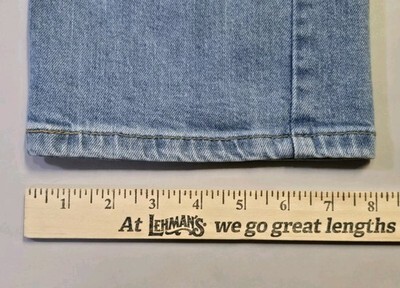 1 2 3 4 5 6 7 8
At LEHMAN'S we go great lengths